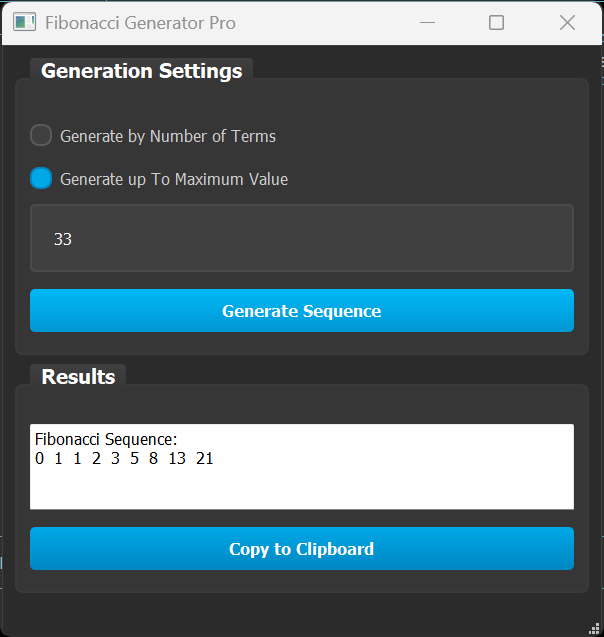 Fibonacci Generator Pro
Generation Settings
Generate by Number of Terms
Generate up To Maximum Value
33
Generate Sequence
Results
Fibonacci Sequence:
0 1 1 2 3 5 8 13 21
Copy to Clipboard